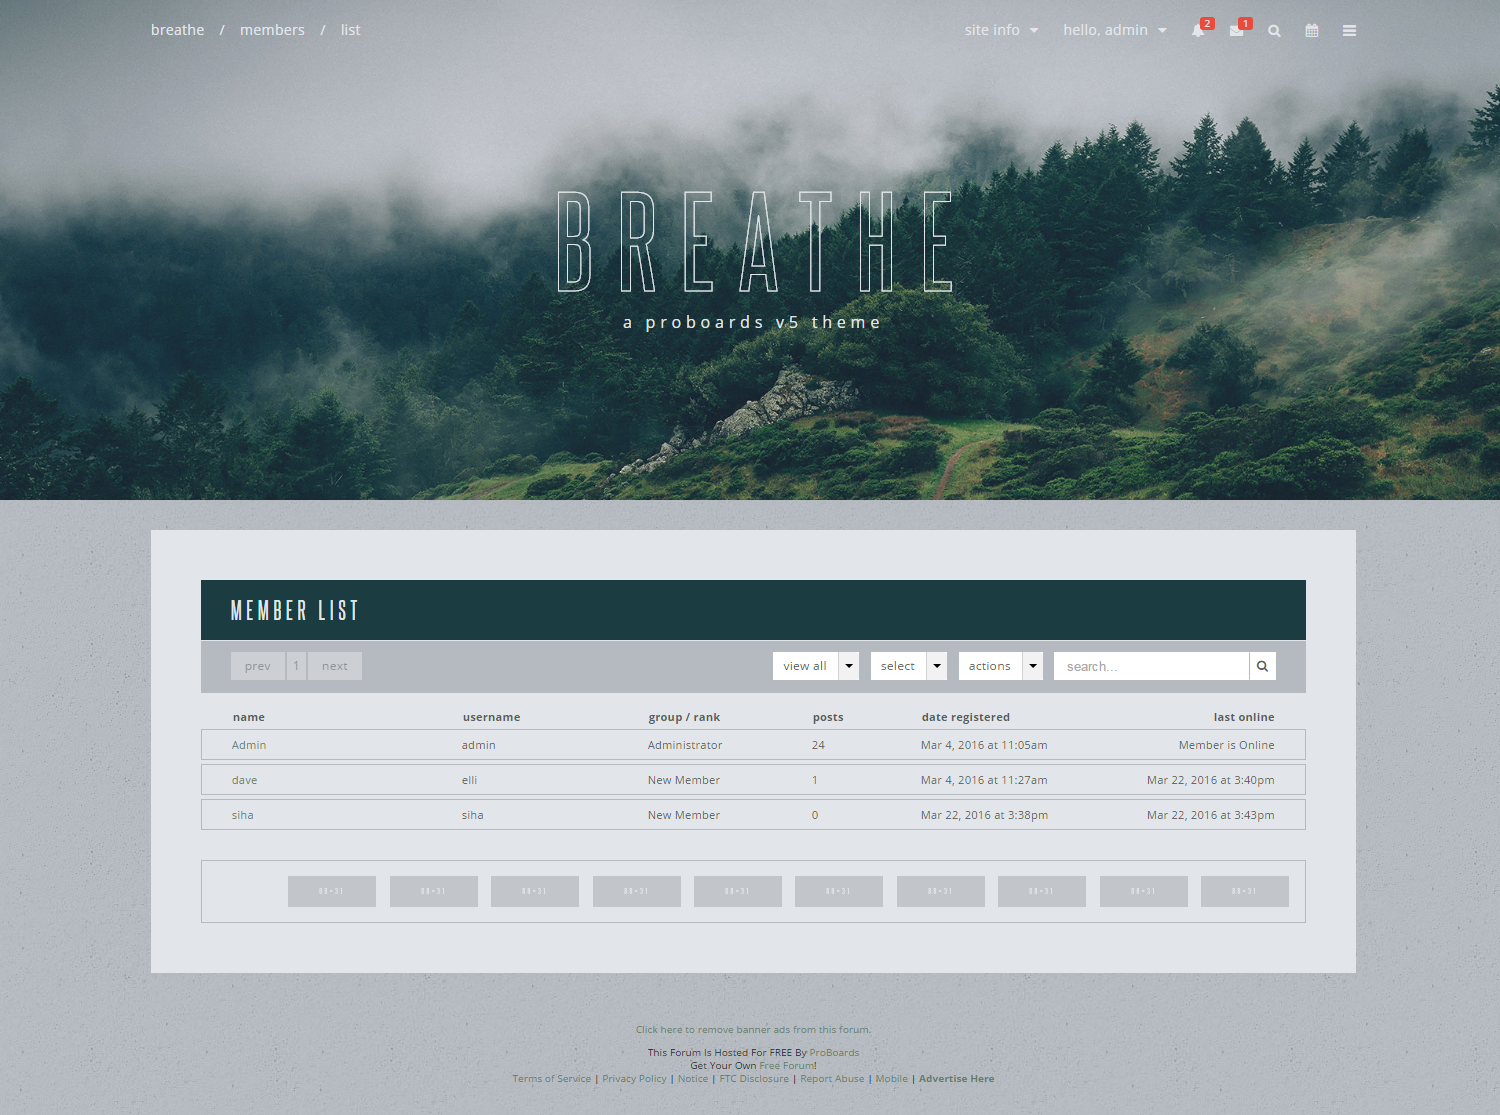 breathe / members / list
site info hello, admin 2 1
BREATHE
a proboards v5 theme
MEMBER LIST
prev 1 next view all select actions search...
name username group / rank posts date registered last online
Admin admin Administrator 24 Mar 4, 2016 at 11:05am Member is Online
dave elli New Member 1 Mar 4, 2016 at 11:27am Mar 22, 2016 at 3:40pm
siha siha New Member 0 Mar 22, 2016 at 3:38pm Mar 22, 2016 at 3:43pm
88×31 88×31 88×31 88×31 88×31 88×31 88×31 88×31 88×31 88×31
Click here to remove banner ads from this forum.
This Forum Is Hosted For FREE By ProBoards
Get Your Own Free Forum!
Terms of Service | Privacy Policy | Notice | FTC Disclosure | Report Abuse | Mobile | Advertise Here